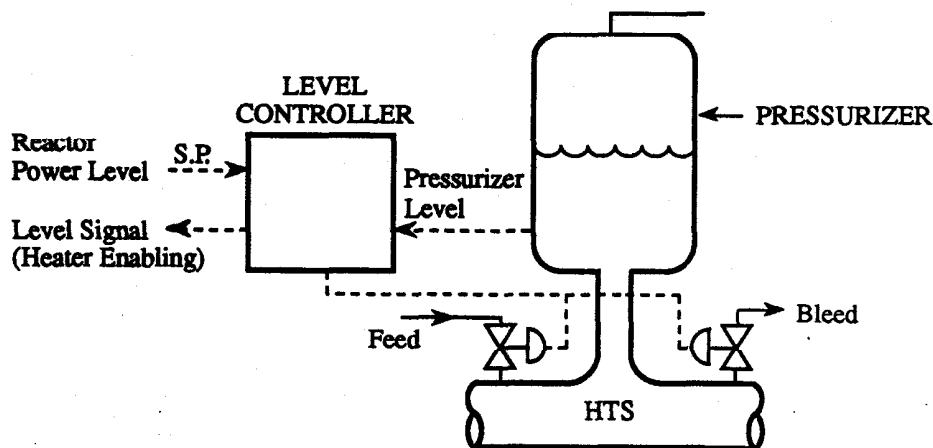 LEVEL
CONTROLLER
PRESSURIZER
Reactor
Power Level
S.P.
Pressurizer
Level
Level Signal
(Heater Enabling)
Feed
Bleed
HTS